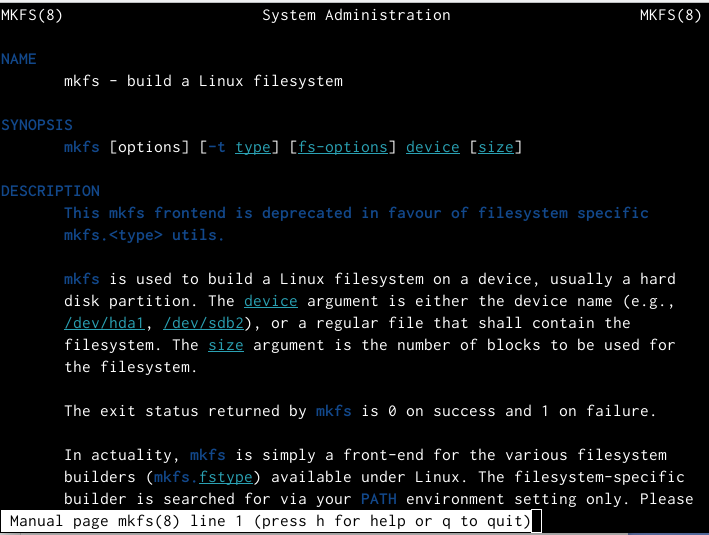 MKFS(8) System Administration MKFS(8)
NAME
mkfs - build a Linux filesystem
SYNOPSIS
mkfs [options] [-t type] [fs-options] device [size]
DESCRIPTION
This mkfs frontend is deprecated in favour of filesystem specific
mkfs.<type> utils.
mkfs is used to build a Linux filesystem on a device, usually a hard
disk partition. The device argument is either the device name (e.g.,
/dev/hda1, /dev/sdb2), or a regular file that shall contain the
filesystem. The size argument is the number of blocks to be used for
the filesystem.
The exit status returned by mkfs is 0 on success and 1 on failure.
In actuality, mkfs is simply a front-end for the various filesystem
builders (mkfs.fstype) available under Linux. The filesystem-specific
builder is searched for via your PATH environment setting only. Please
Manual page mkfs(8) line 1 (press h for help or q to quit)